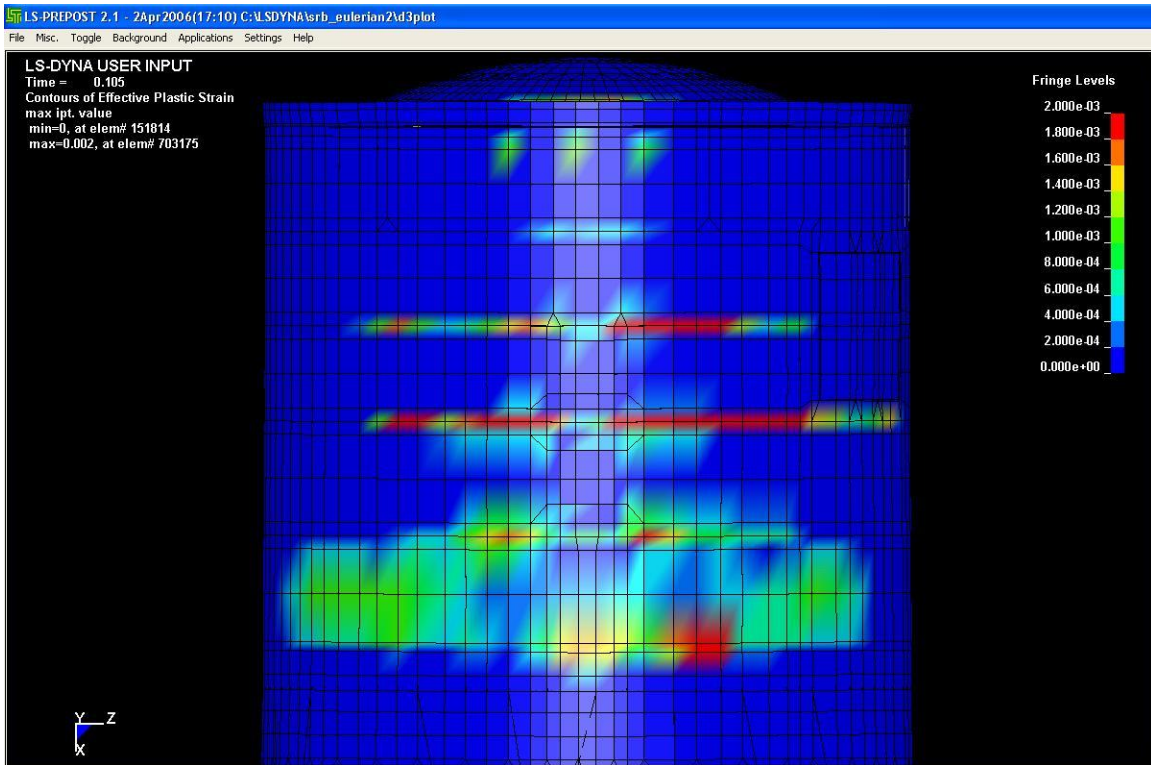 LS-PREPOST 2.1 - 2Apr2006(17:10) C:\LSDYNA\srb_eulerian2\d3plot
File Misc. Toggle Background Applications Settings Help
LS-DYNA USER INPUT
Time = 0.105
Contours of Effective Plastic Strain
max ipt. value
min=0, at elem# 151814
max=0.002, at elem# 703175
Fringe Levels
2.000e-03
1.800e-03
1.600e-03
1.400e-03
1.200e-03
1.000e-03
8.000e-04
6.000e-04
4.000e-04
2.000e-04
0.000e+00
Y Z
X